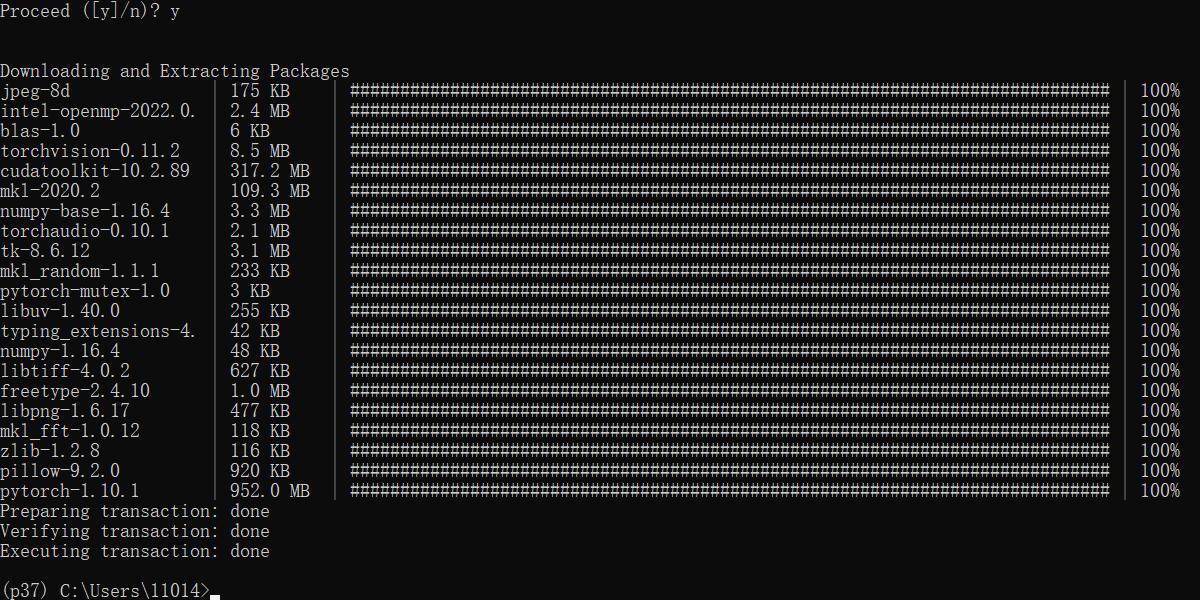 Proceed ([y]/n)? y
Downloading and Extracting Packages
jpeg-8d | 175 KB | ############################################################################ | 100%
intel-openmp-2022.0. | 2.4 MB | ############################################################################ | 100%
blas-1.0 | 6 KB | ############################################################################ | 100%
torchvision-0.11.2 | 8.5 MB | ############################################################################ | 100%
cudatoolkit-10.2.89 | 317.2 MB | ############################################################################ | 100%
mkl-2020.2 | 109.3 MB | ############################################################################ | 100%
numpy-base-1.16.4 | 3.3 MB | ############################################################################ | 100%
torchaudio-0.10.1 | 2.1 MB | ############################################################################ | 100%
tk-8.6.12 | 3.1 MB | ############################################################################ | 100%
mkl_random-1.1.1 | 233 KB | ############################################################################ | 100%
pytorch-mutex-1.0 | 3 KB | ############################################################################ | 100%
libuv-1.40.0 | 255 KB | ############################################################################ | 100%
typing_extensions-4. | 42 KB | ############################################################################ | 100%
numpy-1.16.4 | 48 KB | ############################################################################ | 100%
libtiff-4.0.2 | 627 KB | ############################################################################ | 100%
freetype-2.4.10 | 1.0 MB | ############################################################################ | 100%
libpng-1.6.17 | 477 KB | ############################################################################ | 100%
mkl_fft-1.0.12 | 118 KB | ############################################################################ | 100%
zlib-1.2.8 | 116 KB | ############################################################################ | 100%
pillow-9.2.0 | 920 KB | ############################################################################ | 100%
pytorch-1.10.1 | 952.0 MB | ############################################################################ | 100%
Preparing transaction: done
Verifying transaction: done
Executing transaction: done
(p37) C:\Users\11014>